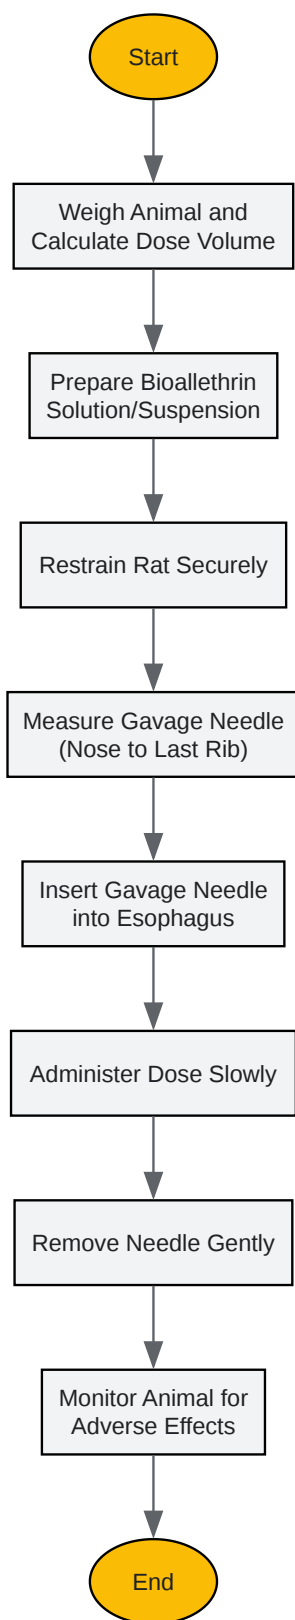 Start
Weigh Animal and
Calculate Dose Volume
Prepare Bioallethrin
Solution/Suspension
Restrain Rat Securely
Measure Gavage Needle
(Nose to Last Rib)
Insert Gavage Needle
into Esophagus
Administer Dose Slowly
Remove Needle Gently
Monitor Animal for
Adverse Effects
End